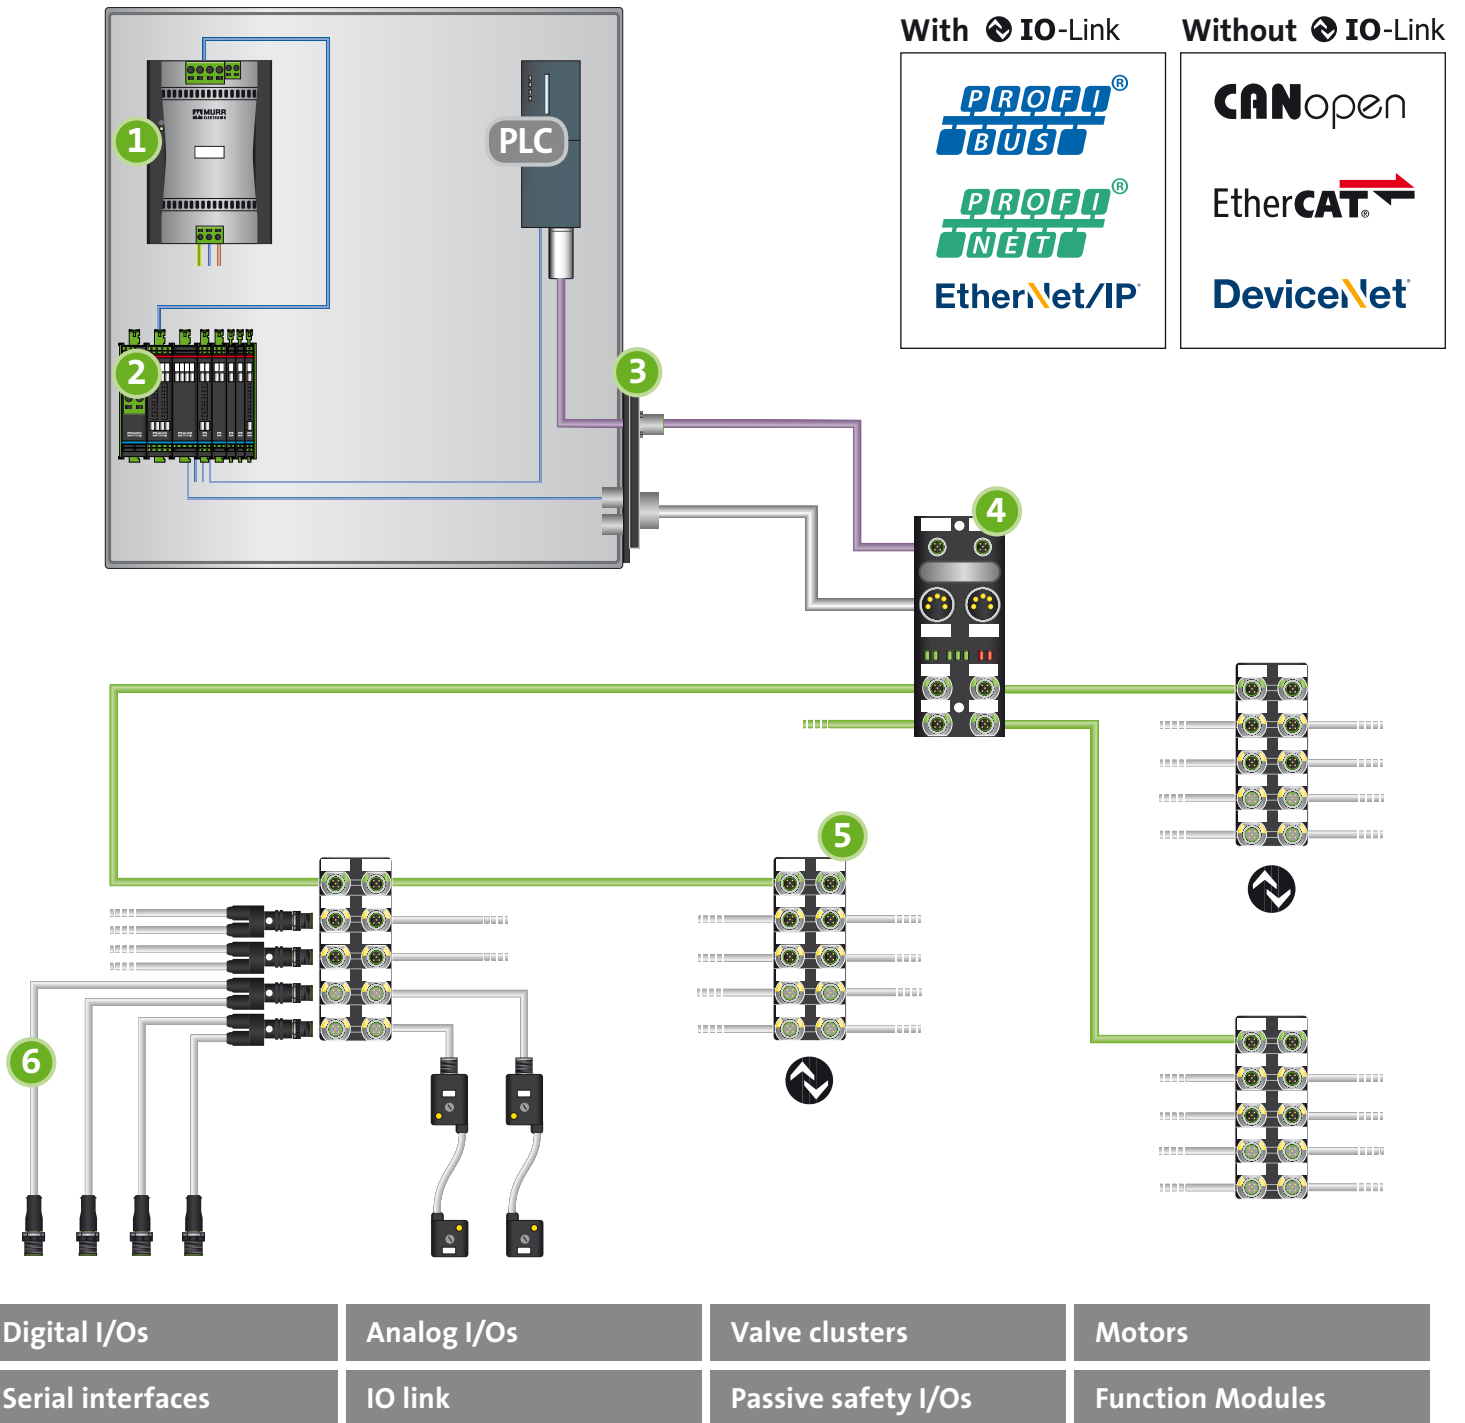 With IO-Link
Without IO-Link
PROFI®
BUS
PROFI®
NET
EtherNet/IP
CANopen
EtherCAT®
DeviceNet
MURR
ELEKTRONIK
1
PLC
2
3
4
5
6
Digital I/Os
Analog I/Os
Valve clusters
Motors
Serial interfaces
IO link
Passive safety I/Os
Function Modules